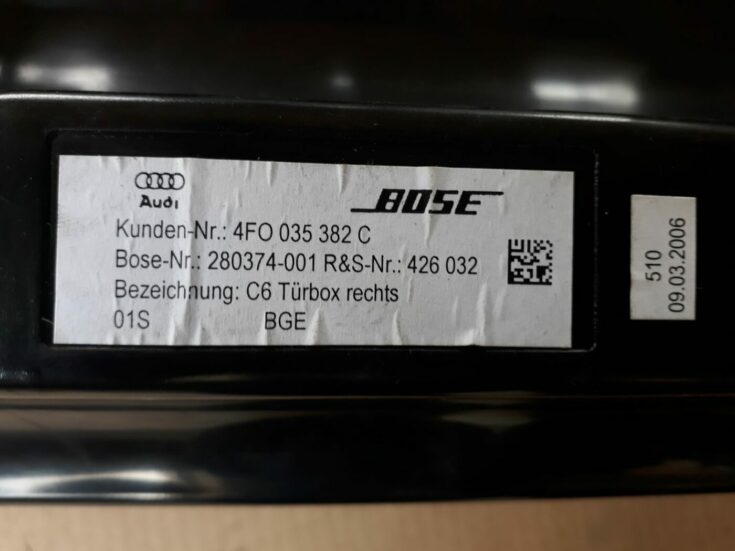 Audi
BOSE
Kunden-Nr.: 4FO 035 382 C
Bose-Nr.: 280374-001 R&S-Nr.: 426 032
Bezeichnung: C6 Türbox rechts
01S BGE
510
09.03.2006